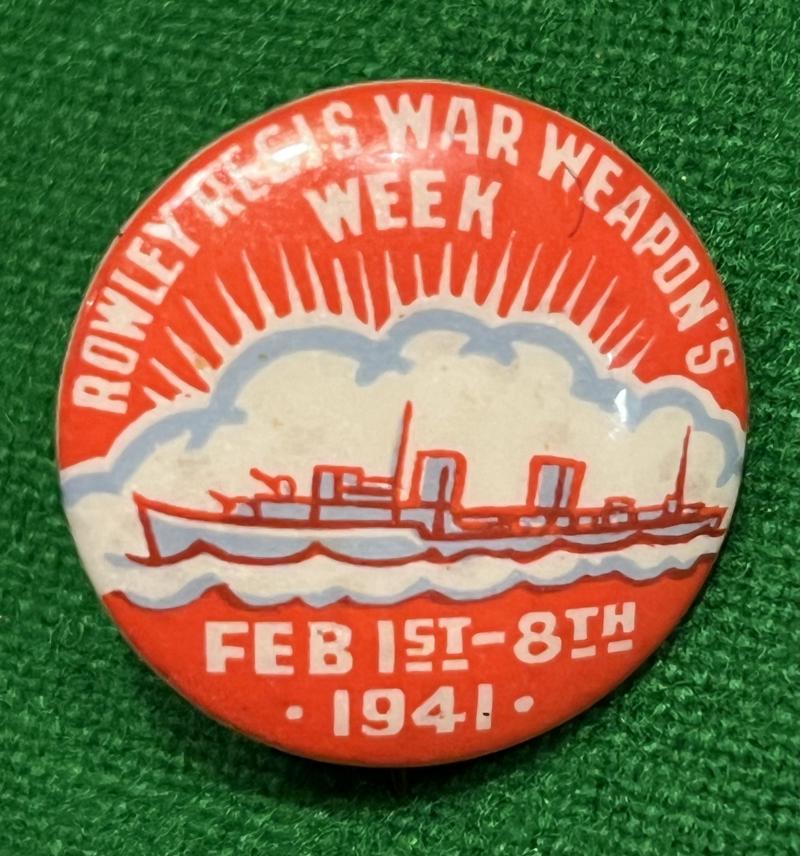 ROWLEY REGIS WAR WEAPON'S
WEEK
FEB 1ST-8TH
· 1941 ·